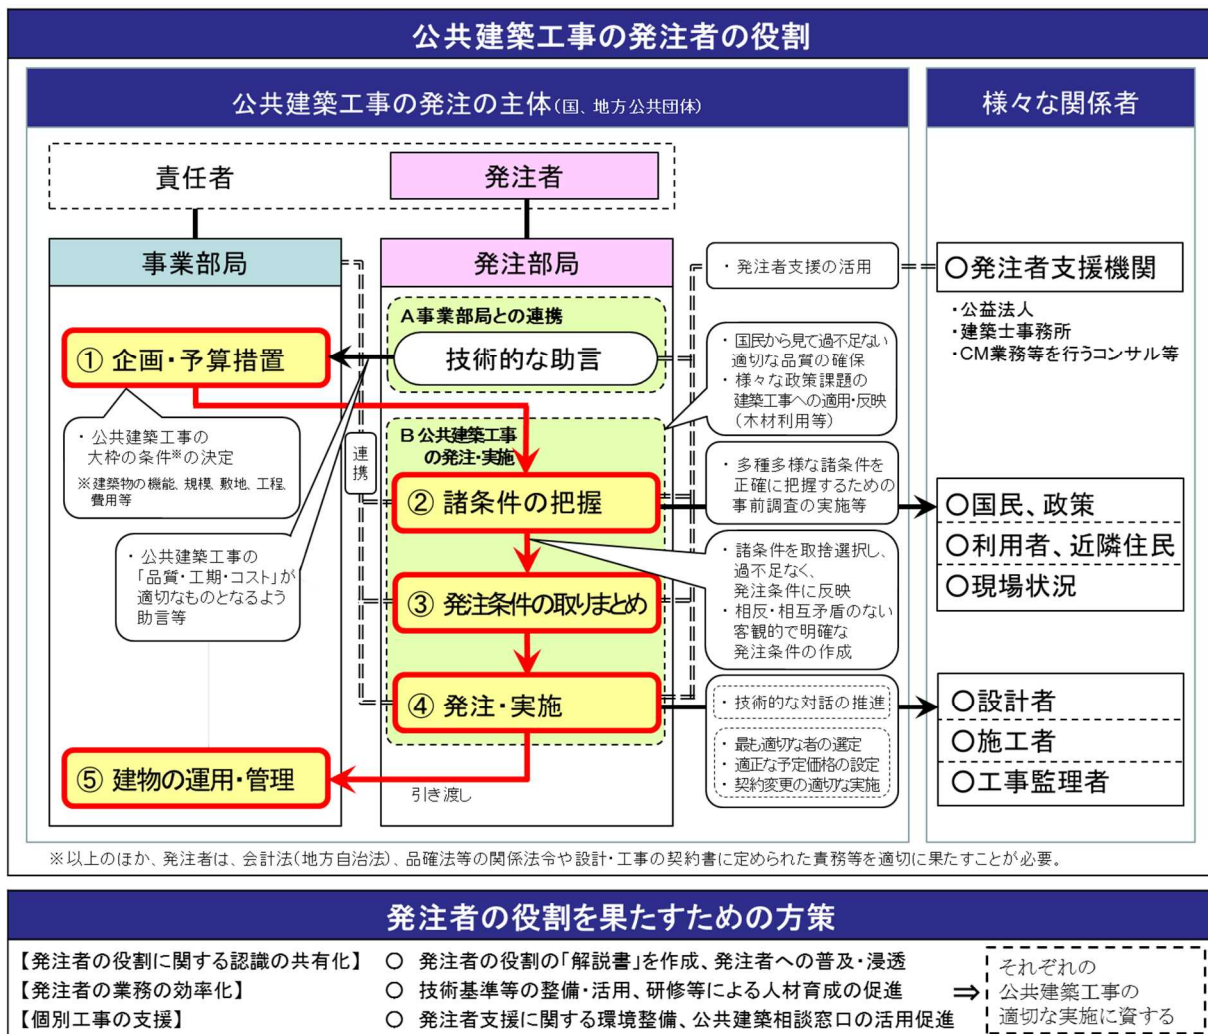 公共建築工事の発注者の役割
公共建築工事の発注の主体(国、地方公共団体)
様々な関係者
責任者
発注者
事業部局
発注部局
・発注者支援の活用
○発注者支援機関
・公益法人
・建築士事務所
・CM業務等を行うコンサル等
A事業部局との連携
技術的な助言
① 企画・予算措置
・国民から見て過不足ない
適切な品質の確保
・様々な政策課題の
建築工事への適用・反映
(木材利用等)
・公共建築工事の
大枠の条件※の決定
※建築物の機能、規模、敷地、工程、
費用等
連携
B 公共建築工事
の発注・実施
② 諸条件の把握
・多種多様な諸条件を
正確に把握するための
事前調査の実施等
○国民、政策
○利用者、近隣住民
○現場状況
・公共建築工事の
「品質・工期・コスト」が
適切なものとなるよう
助言等
・諸条件を取捨選択し、
過不足なく、
発注条件に反映
・相反・相互矛盾のない
客観的で明確な
発注条件の作成
③ 発注条件の取りまとめ
④ 発注・実施
・技術的な対話の推進
・最も適切な者の選定
・適正な予定価格の設定
・契約変更の適切な実施
○設計者
○施工者
○工事監理者
⑤ 建物の運用・管理
引き渡し
※以上のほか、発注者は、会計法(地方自治法)、品確法等の関係法令や設計・工事の契約書に定められた責務等を適切に果たすことが必要。
発注者の役割を果たすための方策
【発注者の役割に関する認識の共有化】 ○ 発注者の役割の「解説書」を作成、発注者への普及・浸透
【発注者の業務の効率化】 ○ 技術基準等の整備・活用、研修等による人材育成の促進
【個別工事の支援】 ○ 発注者支援に関する環境整備、公共建築相談窓口の活用促進
⇒
それぞれの
公共建築工事の
適切な実施に資する